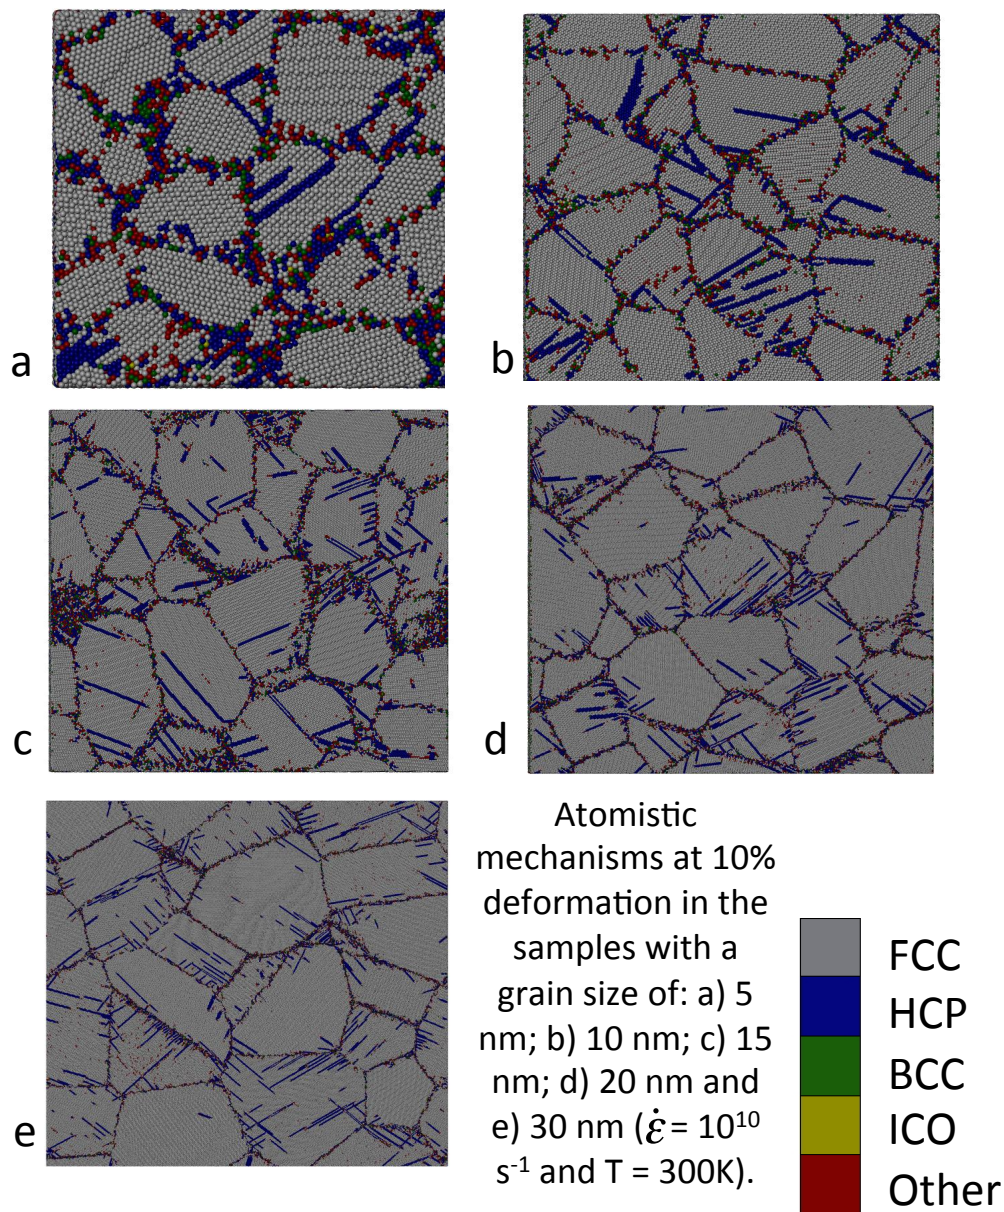 a
b
c
d
e
Atomistic
mechanisms at 10%
deformation in the
samples with a
grain size of: a) 5
nm; b) 10 nm; c) 15
nm; d) 20 nm and
e) 30 nm (ε̇ = 10¹⁰
s⁻¹ and T = 300K).
FCC
HCP
BCC
ICO
Other